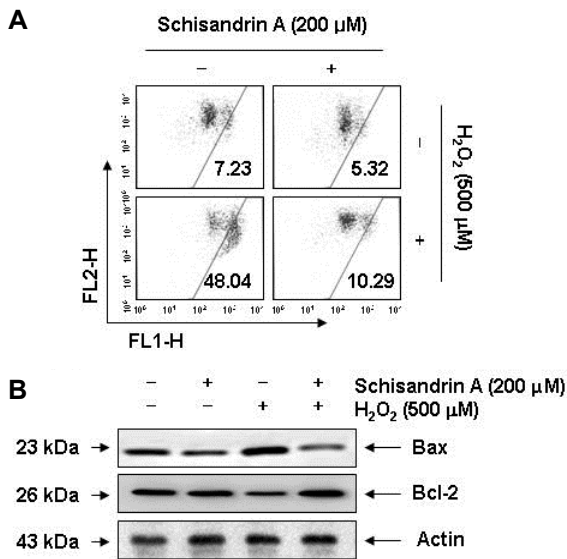 A
Schisandrin A (200 µM)
– +
7.23 5.32
–
48.04 10.29
+
H₂O₂ (500 µM)
FL2-H
FL1-H
B
– + – + Schisandrin A (200 µM)
– – + + H₂O₂ (500 µM)
23 kDa Bax
26 kDa Bcl-2
43 kDa Actin